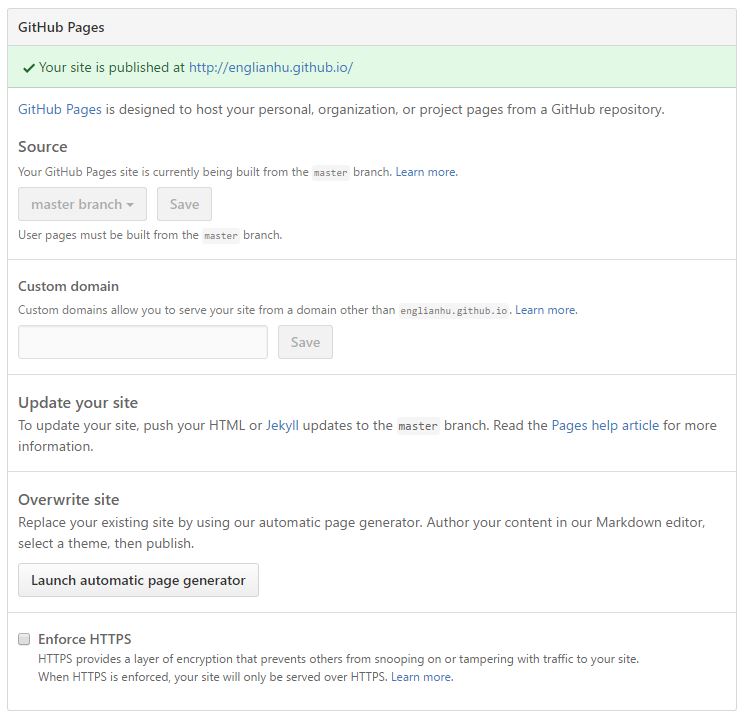 GitHub Pages
Your site is published at http://englianhu.github.io/
GitHub Pages is designed to host your personal, organization, or project pages from a GitHub repository.
Source
Your GitHub Pages site is currently being built from the master branch. Learn more.
master branch Save
User pages must be built from the master branch.
Custom domain
Custom domains allow you to serve your site from a domain other than englianhu.github.io. Learn more.
Save
Update your site
To update your site, push your HTML or Jekyll updates to the master branch. Read the Pages help article for more
information.
Overwrite site
Replace your existing site by using our automatic page generator. Author your content in our Markdown editor,
select a theme, then publish.
Launch automatic page generator
Enforce HTTPS
HTTPS provides a layer of encryption that prevents others from snooping on or tampering with traffic to your site.
When HTTPS is enforced, your site will only be served over HTTPS. Learn more.